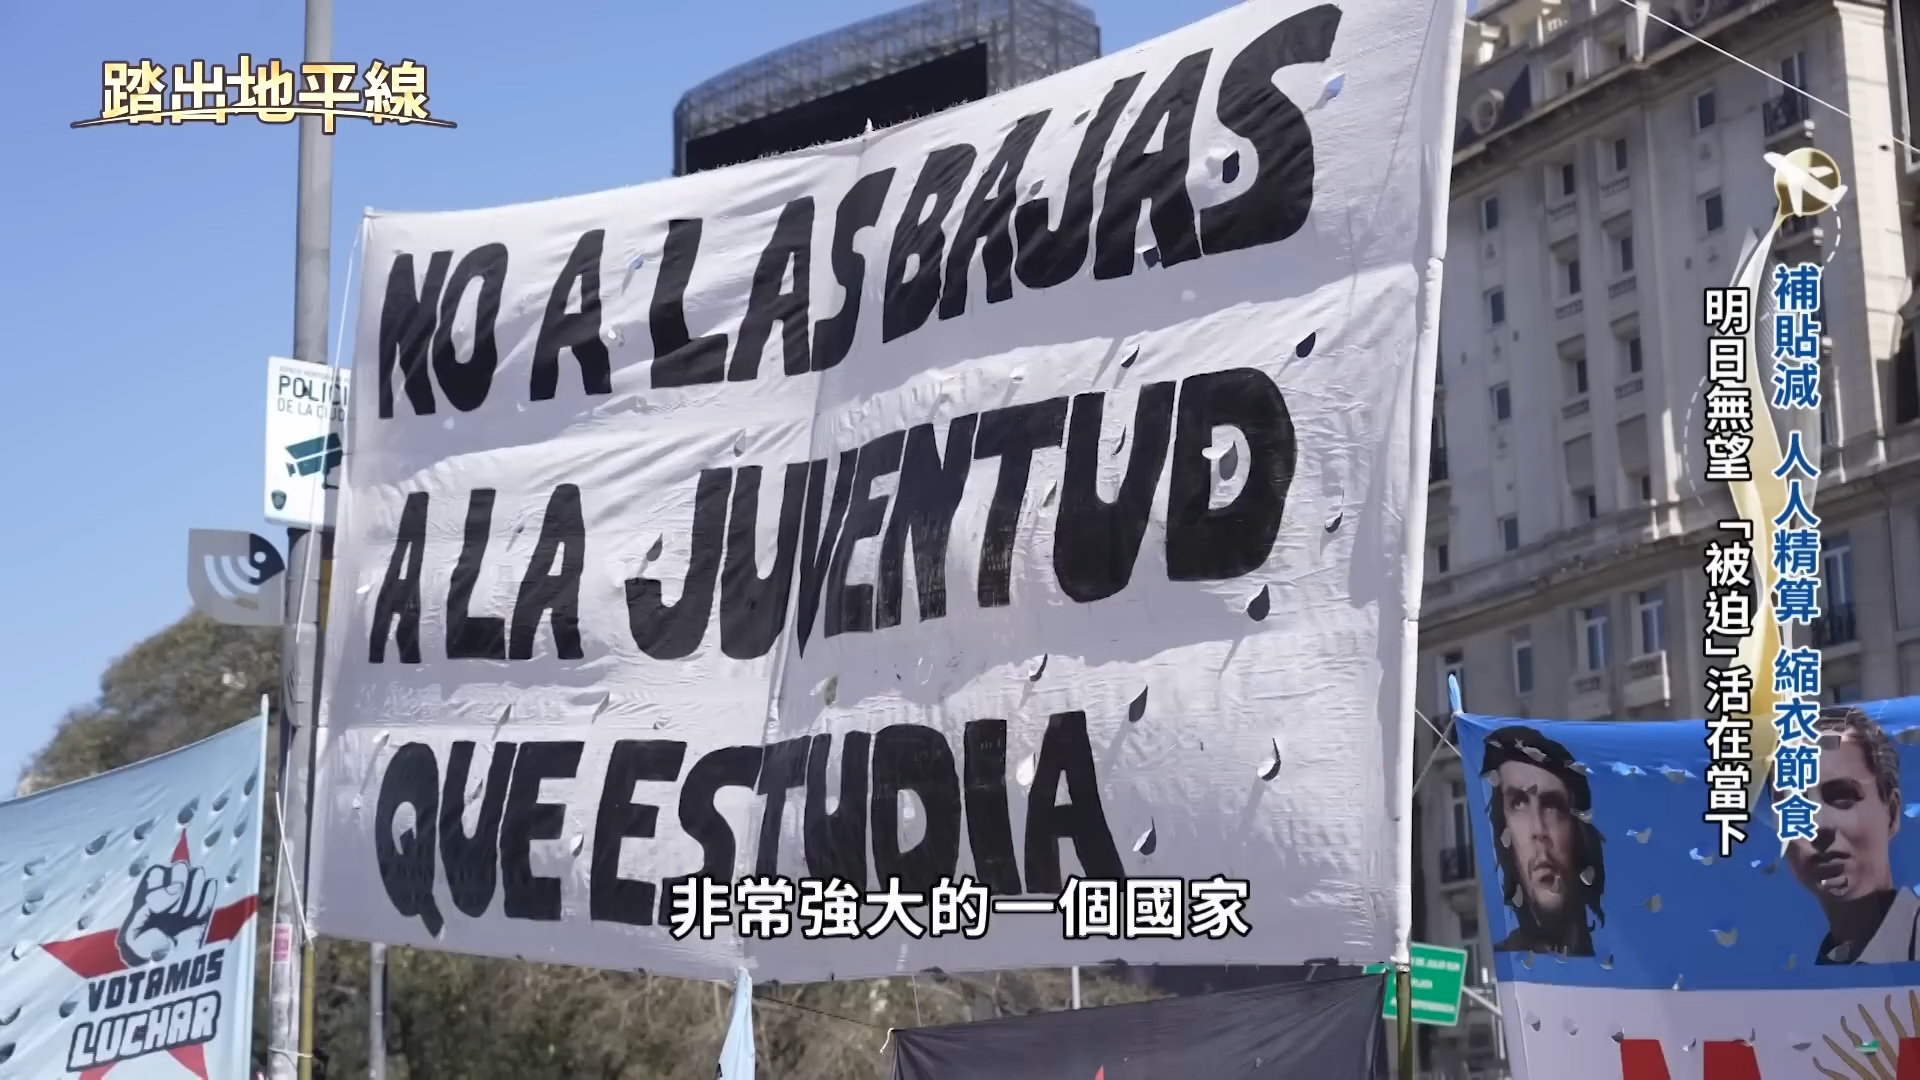 踏出地平線
NO A LAS BAJAS
A LA JUVENTUD
QUE ESTUDIA
POLICI
DE LA CIUD
VOTAMOS
LUCHAR
補貼減 人人精算 縮衣節食
明日無望 「被迫」活在當下
非常強大的一個國家